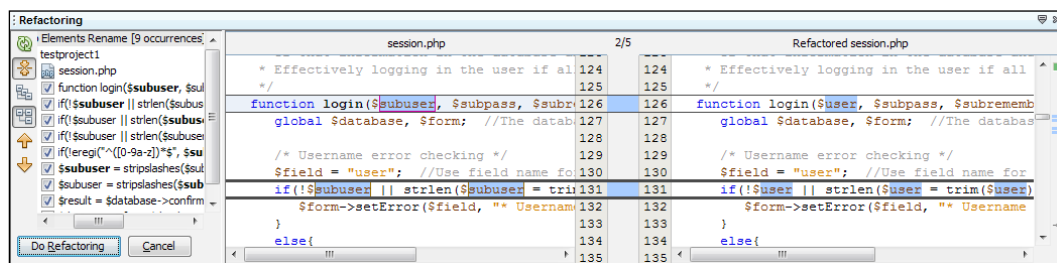 Refactoring
Elements Rename [9 occurrences]
testproject1
session.php
function login($subuser, $sul
if(!$subuser || strlen($subus
if(!$subuser || strlen($subu
if(!$subuser || strlen($subuser
if(!eregi("^([0-9a-z])*$", $su
$subuser = stripslashes($sub
$subuser = stripslashes($sub
$result = $database->confirm
Do Refactoring Cancel
session.php 2/5 Refactored session.php
* Effectively logging in the user if al 124 124 * Effectively logging in the user if all
*/ 125 125 */
function login($subuser, $subpass, $subre 126 126 function login($user, $subpass, $subrememb
global $database, $form; //The datab 127 127 global $database, $form; //The database
128 128
/* Username error checking */ 129 129 /* Username error checking */
$field = "user"; //Use field name fo 130 130 $field = "user"; //Use field name for
if(!$subuser || strlen($subuser = tri 131 131 if(!$user || strlen($user = trim($user)
$form->setError($field, "* Usernam 132 132 $form->setError($field, "* Username
} 133 133 }
else{ 134 134 else{
135 135